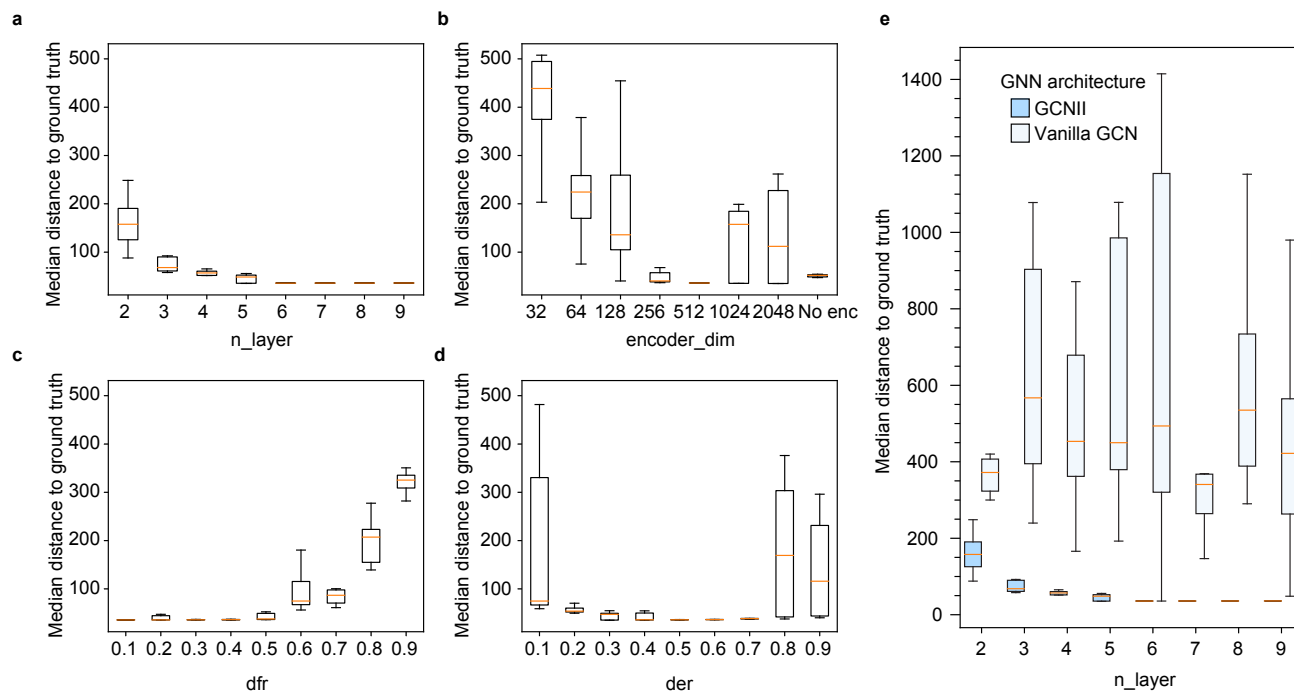 a
Median distance to ground truth
500
400
300
200
100
2 3 4 5 6 7 8 9
n_layer
b
Median distance to ground truth
500
400
300
200
100
32 64 128 256 512 1024 2048 No enc
encoder_dim
c
Median distance to ground truth
500
400
300
200
100
0.1 0.2 0.3 0.4 0.5 0.6 0.7 0.8 0.9
dfr
d
Median distance to ground truth
500
400
300
200
100
0.1 0.2 0.3 0.4 0.5 0.6 0.7 0.8 0.9
der
e
Median distance to ground truth
1400
1200
1000
800
600
400
200
0
GNN architecture
GCNII
Vanilla GCN
2 3 4 5 6 7 8 9
n_layer